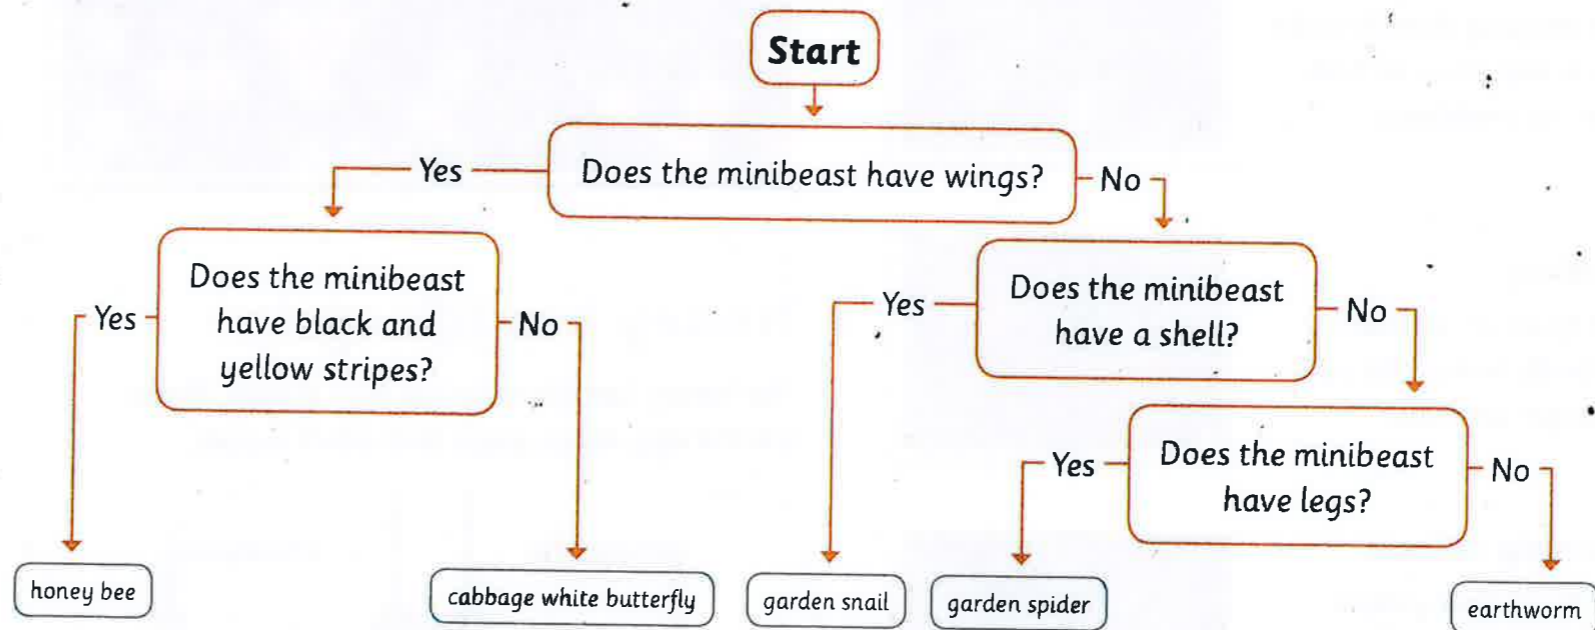 Start
Does the minibeast have wings?
Yes
No
Does the minibeast
have black and
yellow stripes?
Yes
No
Does the minibeast
have a shell?
Yes
No
Does the minibeast
have legs?
Yes
No
honey bee
cabbage white butterfly
garden snail
garden spider
earthworm